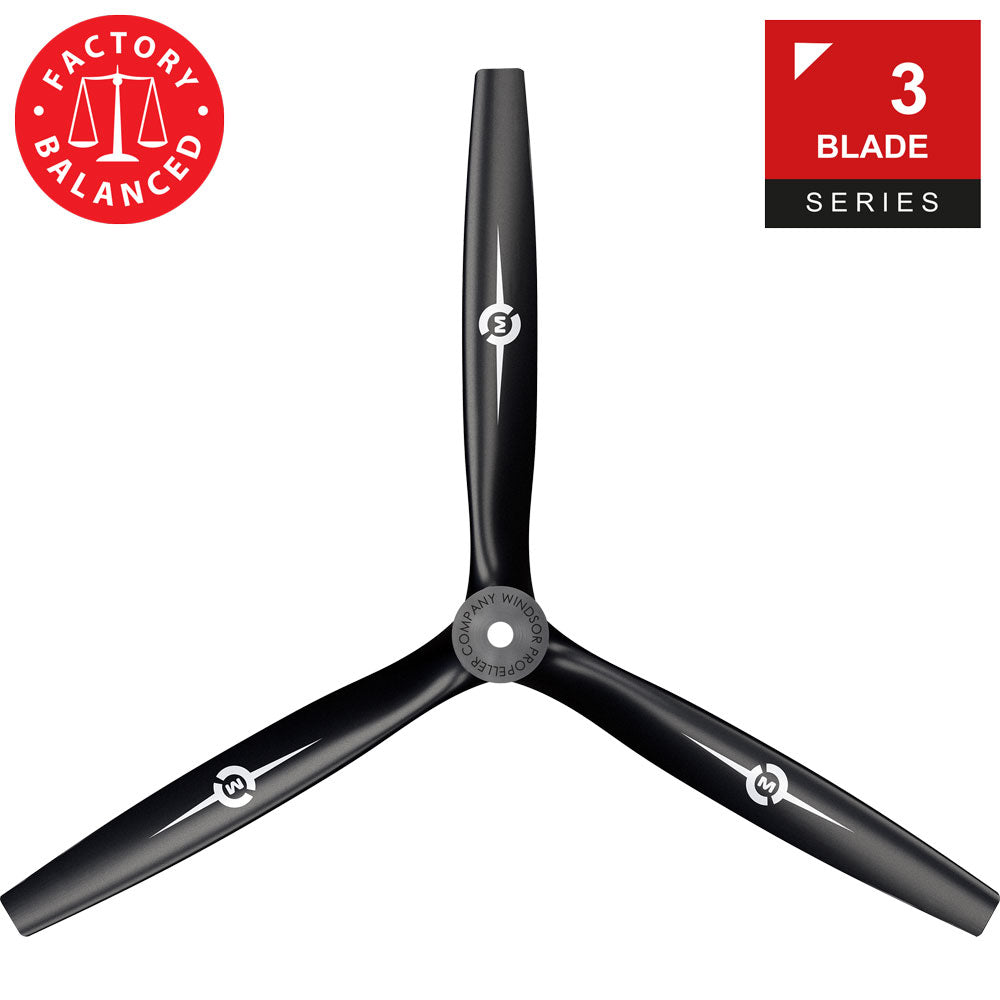 FACTORY
BALANCED
3
BLADE
SERIES
M
WINDSOR PROPELLER COMPANY
M
M